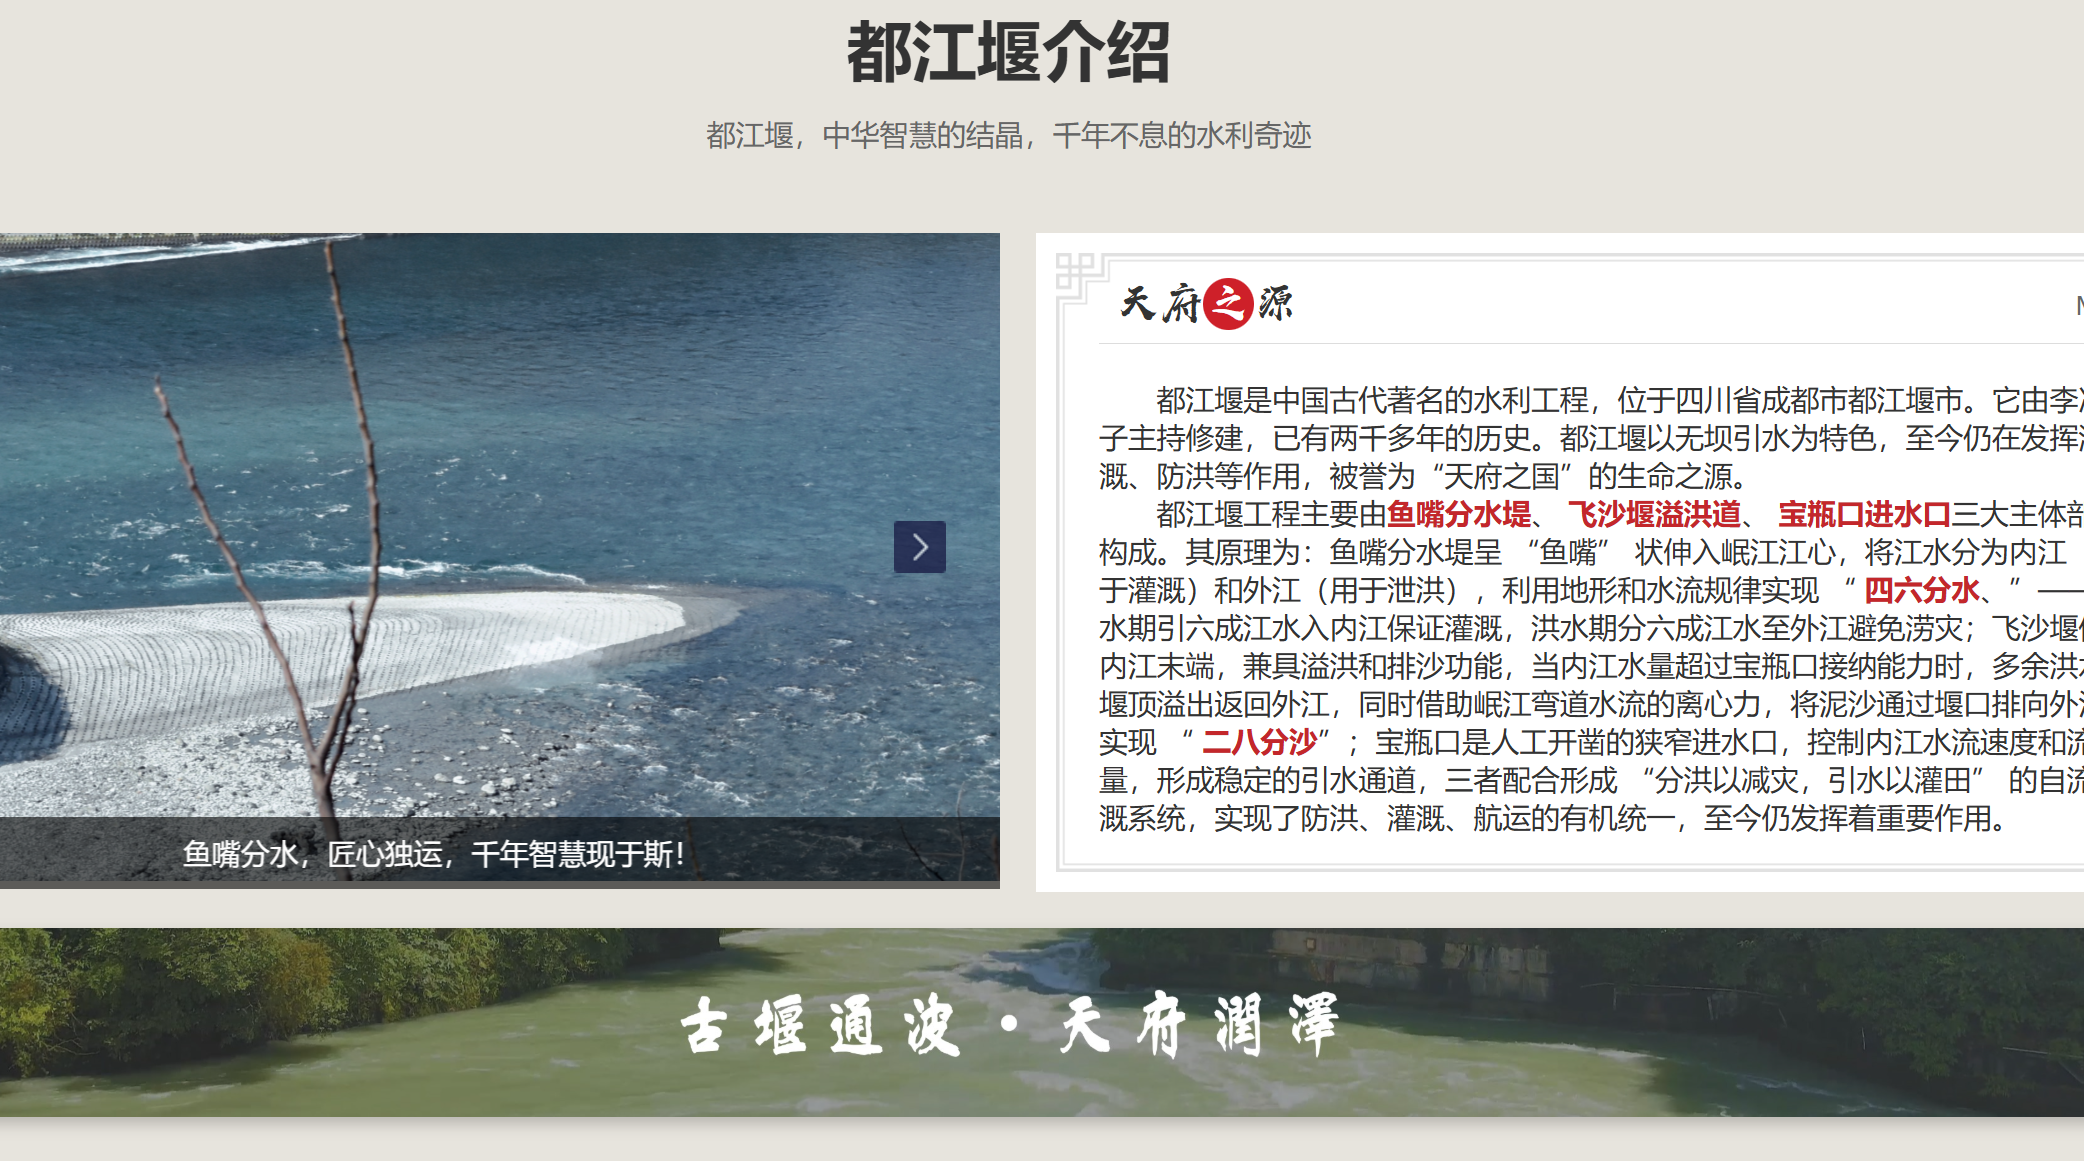 都江堰介绍
都江堰，中华智慧的结晶，千年不息的水利奇迹
鱼嘴分水，匠心独运，千年智慧现于斯！
天府之源
都江堰是中国古代著名的水利工程，位于四川省成都市都江堰市。它由李
子主持修建，已有两千多年的历史。都江堰以无坝引水为特色，至今仍在发挥
溉、防洪等作用，被誉为“天府之国”的生命之源。
都江堰工程主要由鱼嘴分水堤、 飞沙堰溢洪道、 宝瓶口进水口三大主体部
构成。其原理为：鱼嘴分水堤呈 “鱼嘴” 状伸入岷江江心，将江水分为内江
于灌溉）和外江（用于泄洪），利用地形和水流规律实现 “ 四六分水、” ——
水期引六成江水入内江保证灌溉，洪水期分六成江水至外江避免涝灾；飞沙堰
内江末端，兼具溢洪和排沙功能，当内江水量超过宝瓶口接纳能力时，多余洪水
堰顶溢出返回外江，同时借助岷江弯道水流的离心力，将泥沙通过堰口排向外
实现 “ 二八分沙” ；宝瓶口是人工开凿的狭窄进水口，控制内江水流速度和流
量，形成稳定的引水通道，三者配合形成 “分洪以减灾，引水以灌田” 的自流
溉系统，实现了防洪、灌溉、航运的有机统一，至今仍发挥着重要作用。
古堰通波·天府潤澤